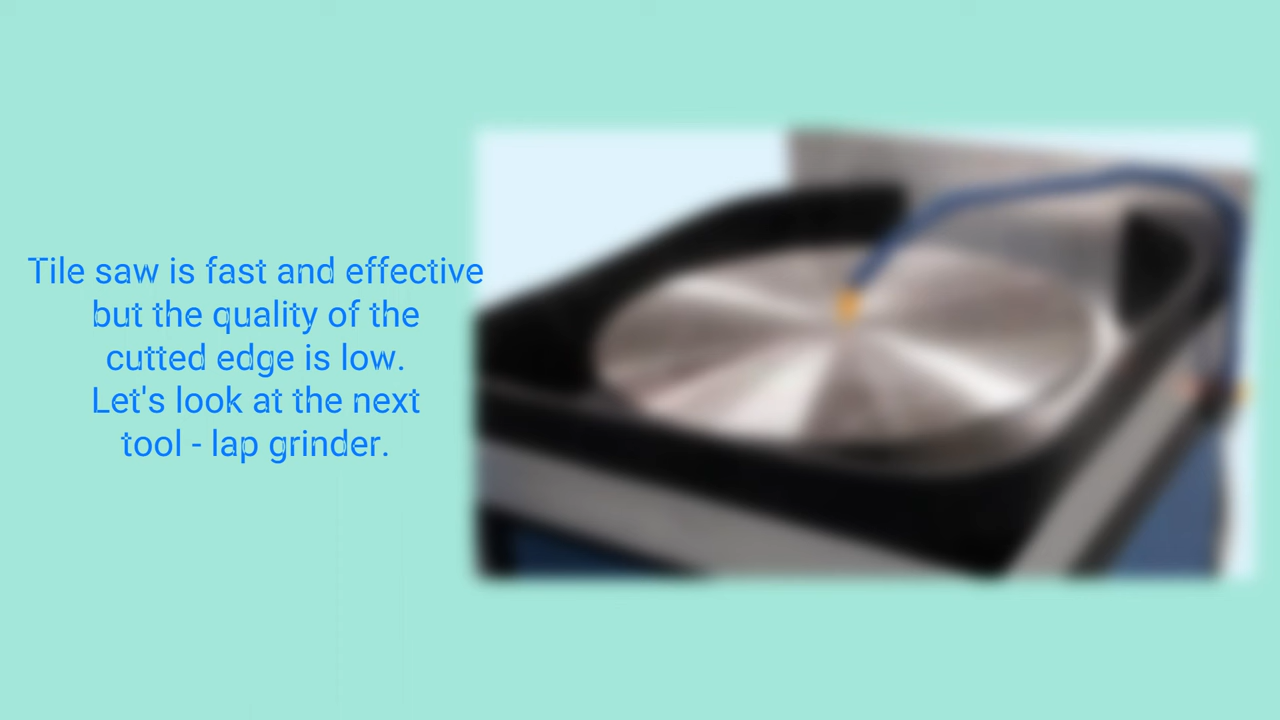 Tile saw is fast and effective
but the quality of the
cutted edge is low.
Let's look at the next
tool - lap grinder.